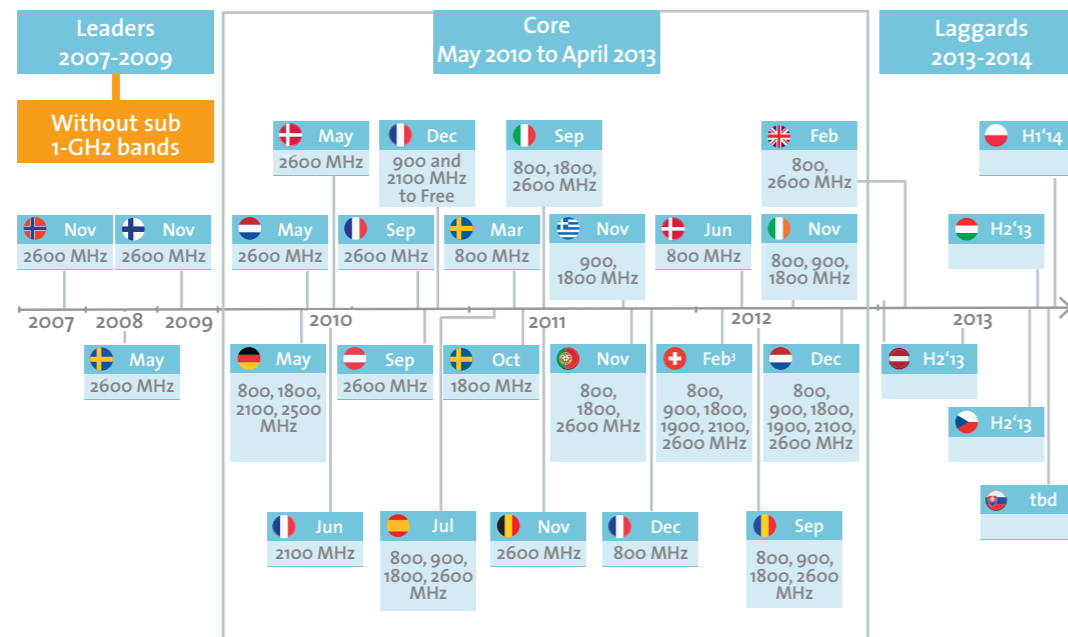 Leaders
2007-2009
Core
May 2010 to April 2013
Laggards
2013-2014
Without sub
1-GHz bands
May
2600 MHz
Dec
900 and
2100 MHz
to Free
Sep
800, 1800,
2600 MHz
Feb
800,
2600 MHz
H1‘14
Nov
2600 MHz
Nov
2600 MHz
May
2600 MHz
Sep
2600 MHz
Mar
800 MHz
Nov
900,
1800 MHz
Jun
800 MHz
Nov
800, 900,
1800 MHz
H2‘13
2007
2008
2009
2010
2011
2012
2013
May
2600 MHz
May
800, 1800,
2100, 2500
MHz
Sep
2600 MHz
Oct
1800 MHz
Nov
800,
1800,
2600 MHz
Feb³
800,
900, 1800,
1900, 2100,
2600 MHz
Dec
800,
900, 1800,
1900, 2100,
2600 MHz
H2‘13
H2‘13
tbd
Jun
2100 MHz
Jul
800, 900,
1800, 2600
MHz
Nov
2600 MHz
Dec
800 MHz
Sep
800, 900,
1800, 2600
MHz